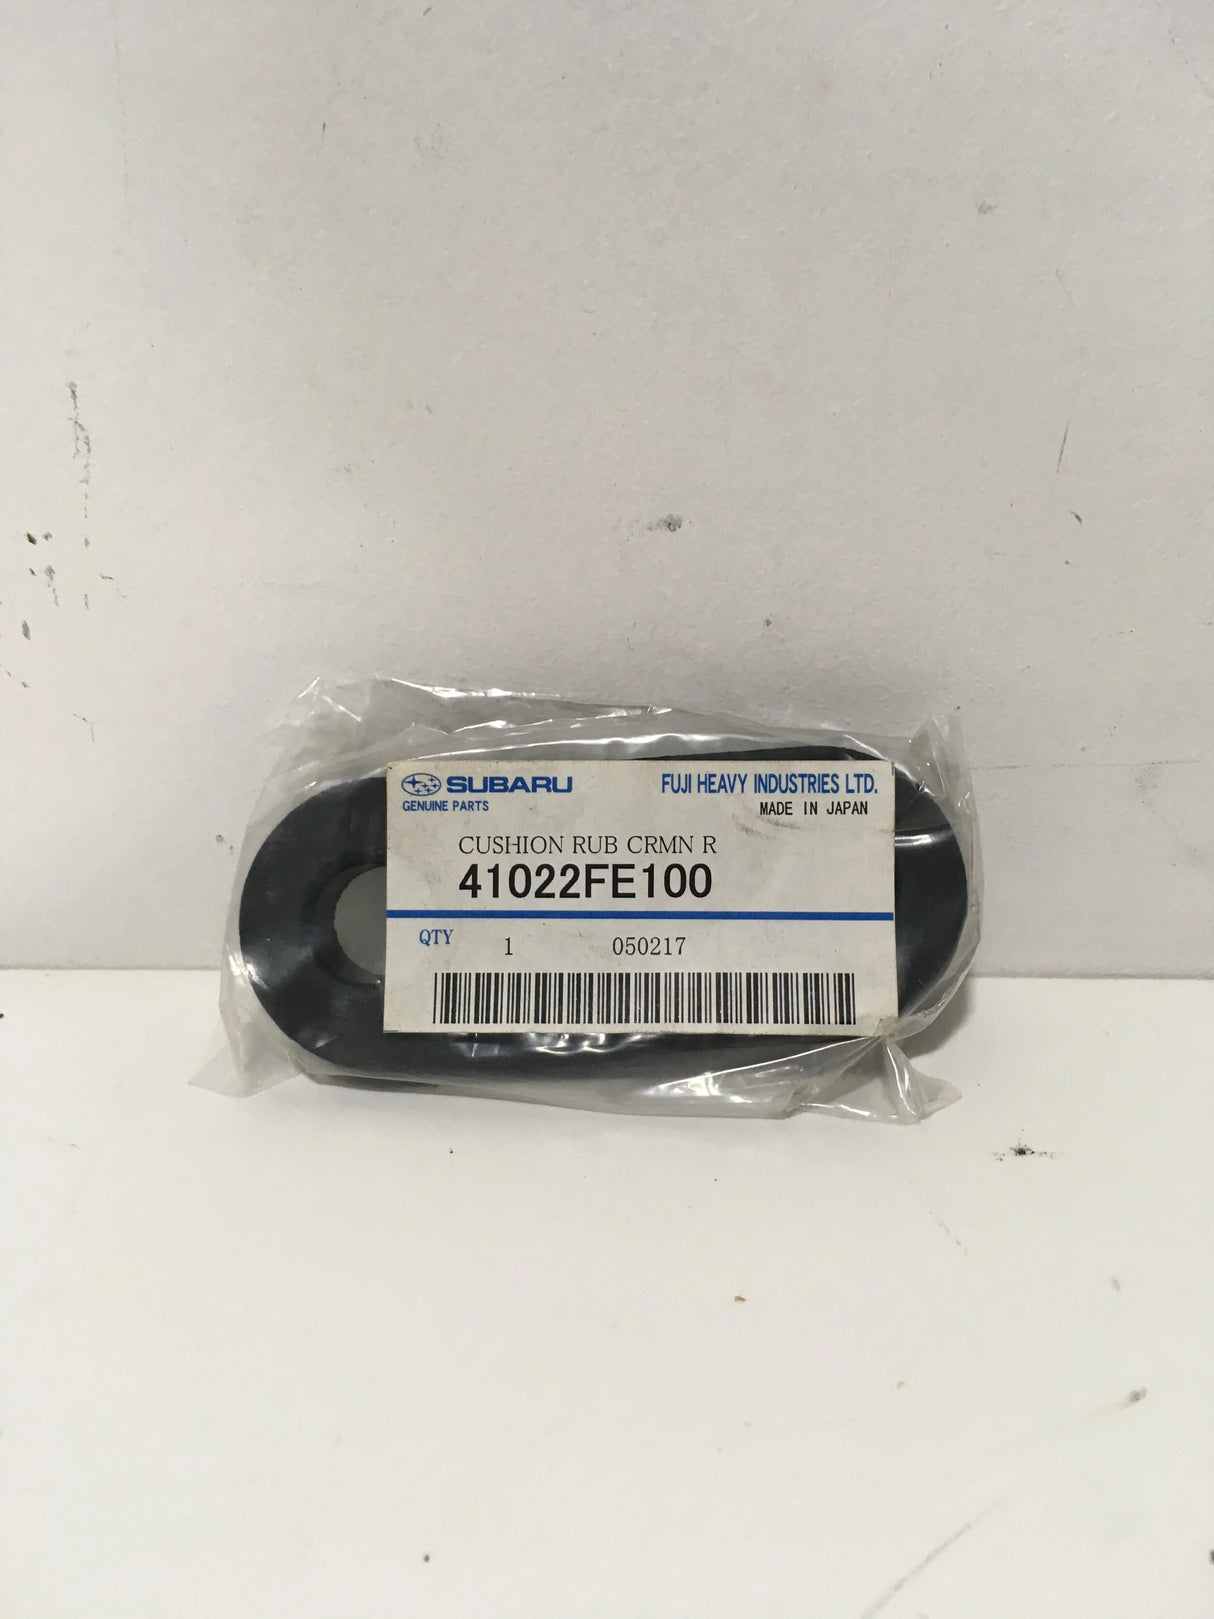 SUBARU FUJI HEAVY INDUSTRIES LTD.
GENUINE PARTS MADE IN JAPAN
CUSHION RUB CRMN R
41022FE100
QTY 1 050217